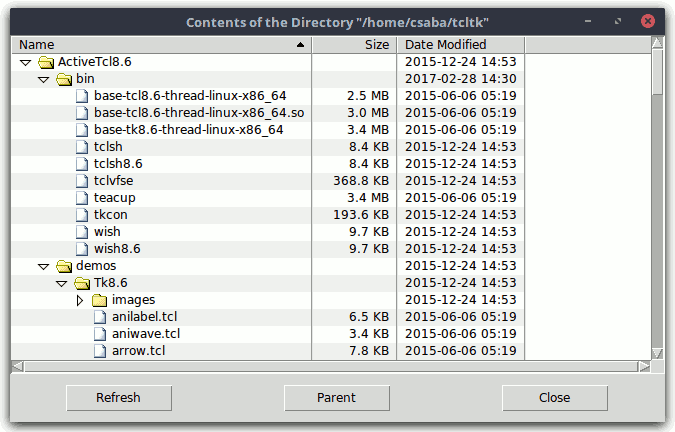 Contents of the Directory "/home/csaba/tcltk"
Name Size Date Modified
ActiveTcl8.6 2015-12-24 14:53
bin 2017-02-28 14:30
base-tcl8.6-thread-linux-x86_64 2.5 MB 2015-06-06 05:19
base-tcl8.6-thread-linux-x86_64.so 3.0 MB 2015-06-06 05:19
base-tk8.6-thread-linux-x86_64 3.4 MB 2015-06-06 05:19
tclsh 8.4 KB 2015-12-24 14:53
tclsh8.6 8.4 KB 2015-12-24 14:53
tclvfse 368.8 KB 2015-12-24 14:53
teacup 3.4 MB 2015-06-06 05:19
tkcon 193.6 KB 2015-12-24 14:53
wish 9.7 KB 2015-12-24 14:53
wish8.6 9.7 KB 2015-12-24 14:53
demos 2015-12-24 14:53
Tk8.6 2015-12-24 14:53
images 2015-12-24 14:53
anilabel.tcl 6.5 KB 2015-06-06 05:19
aniwave.tcl 3.4 KB 2015-06-06 05:19
arrow.tcl 7.8 KB 2015-06-06 05:19
Refresh Parent Close